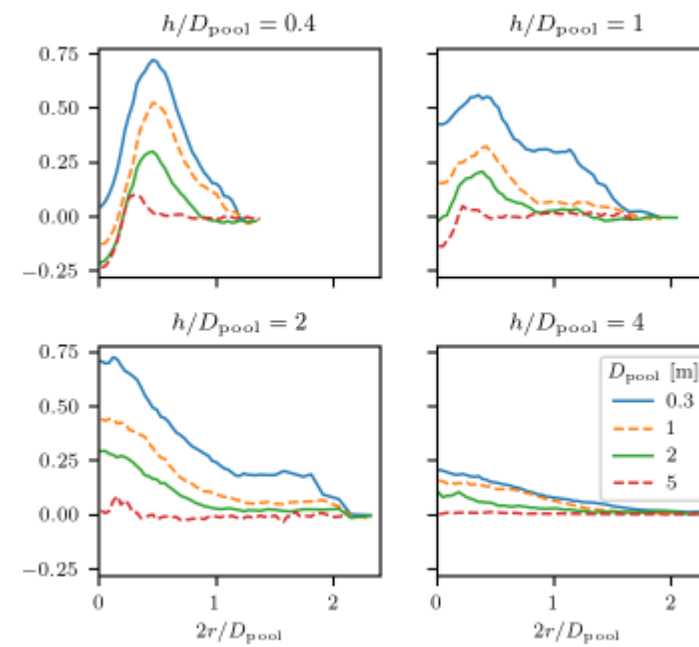 h/D_pool = 0.4
h/D_pool = 1
0.75
0.50
0.25
0.00
−0.25
h/D_pool = 2
h/D_pool = 4
0.75
0.50
0.25
0.00
−0.25
D_pool [m]
0.3
1
2
5
0 1 2
0 1 2
2r/D_pool
2r/D_pool